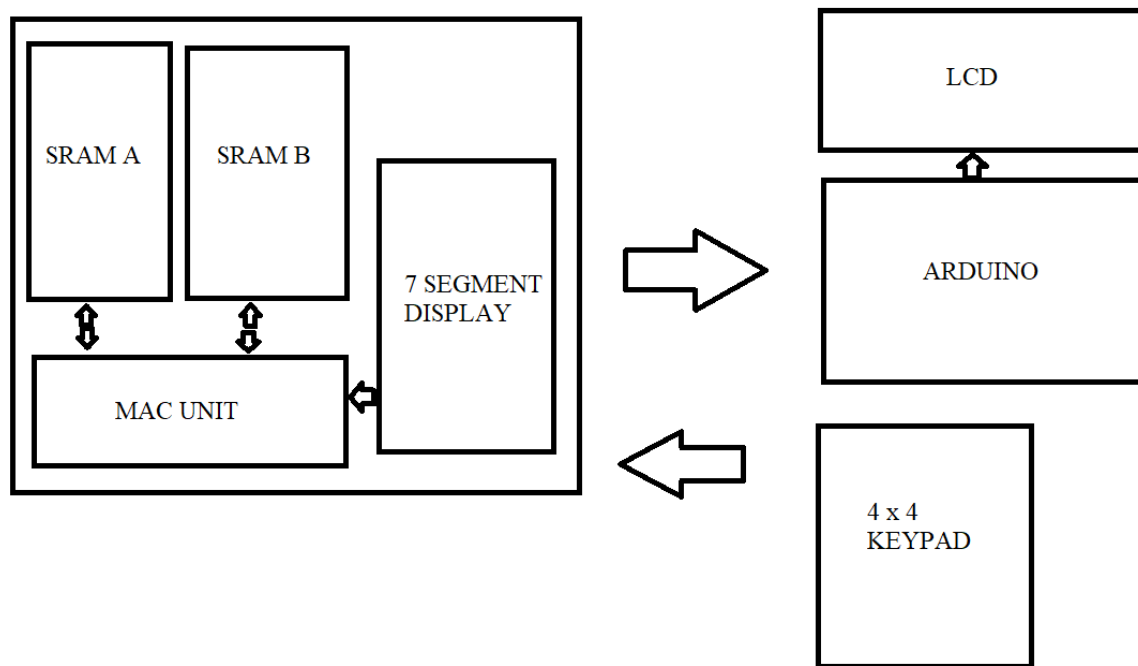 SRAM A
SRAM B
7 SEGMENT
DISPLAY
MAC UNIT
LCD
ARDUINO
4 x 4
KEYPAD